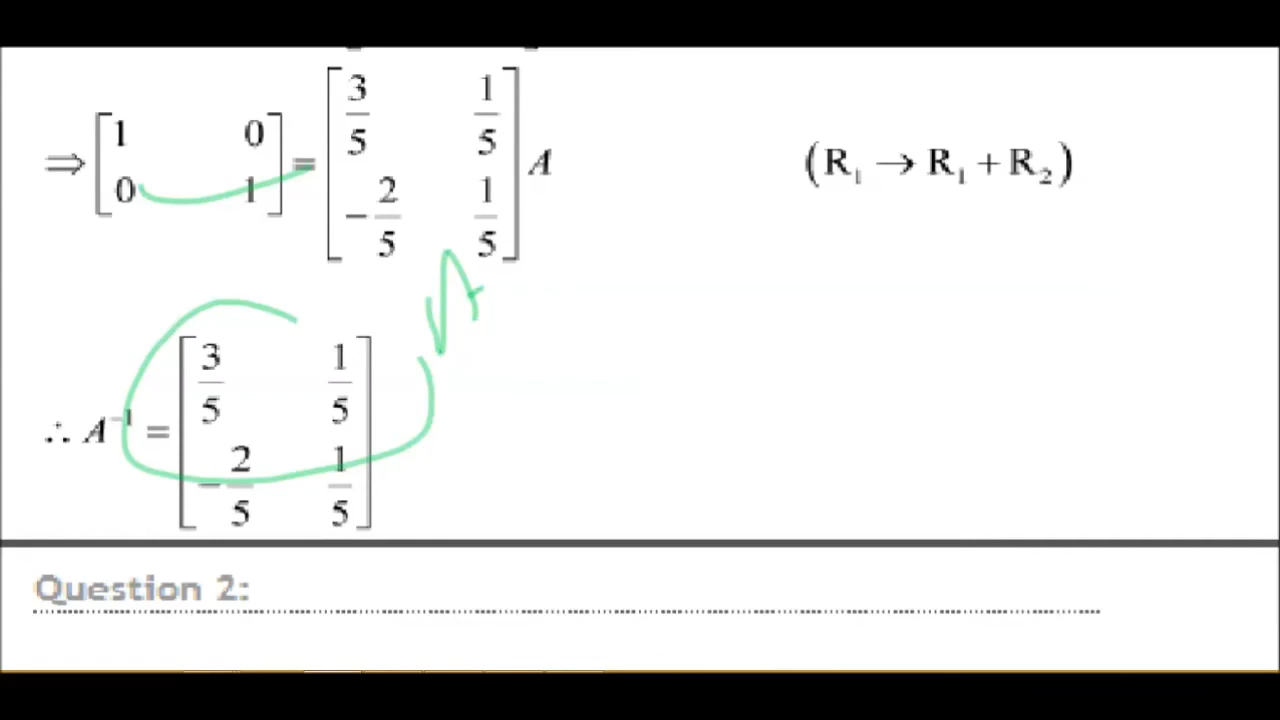 ⇒ [1 0; 0 1] = [3/5 1/5; −2/5 1/5] A (R₁ → R₁ + R₂)
∴ A⁻¹ = [3/5 1/5; −2/5 1/5]
Question 2: